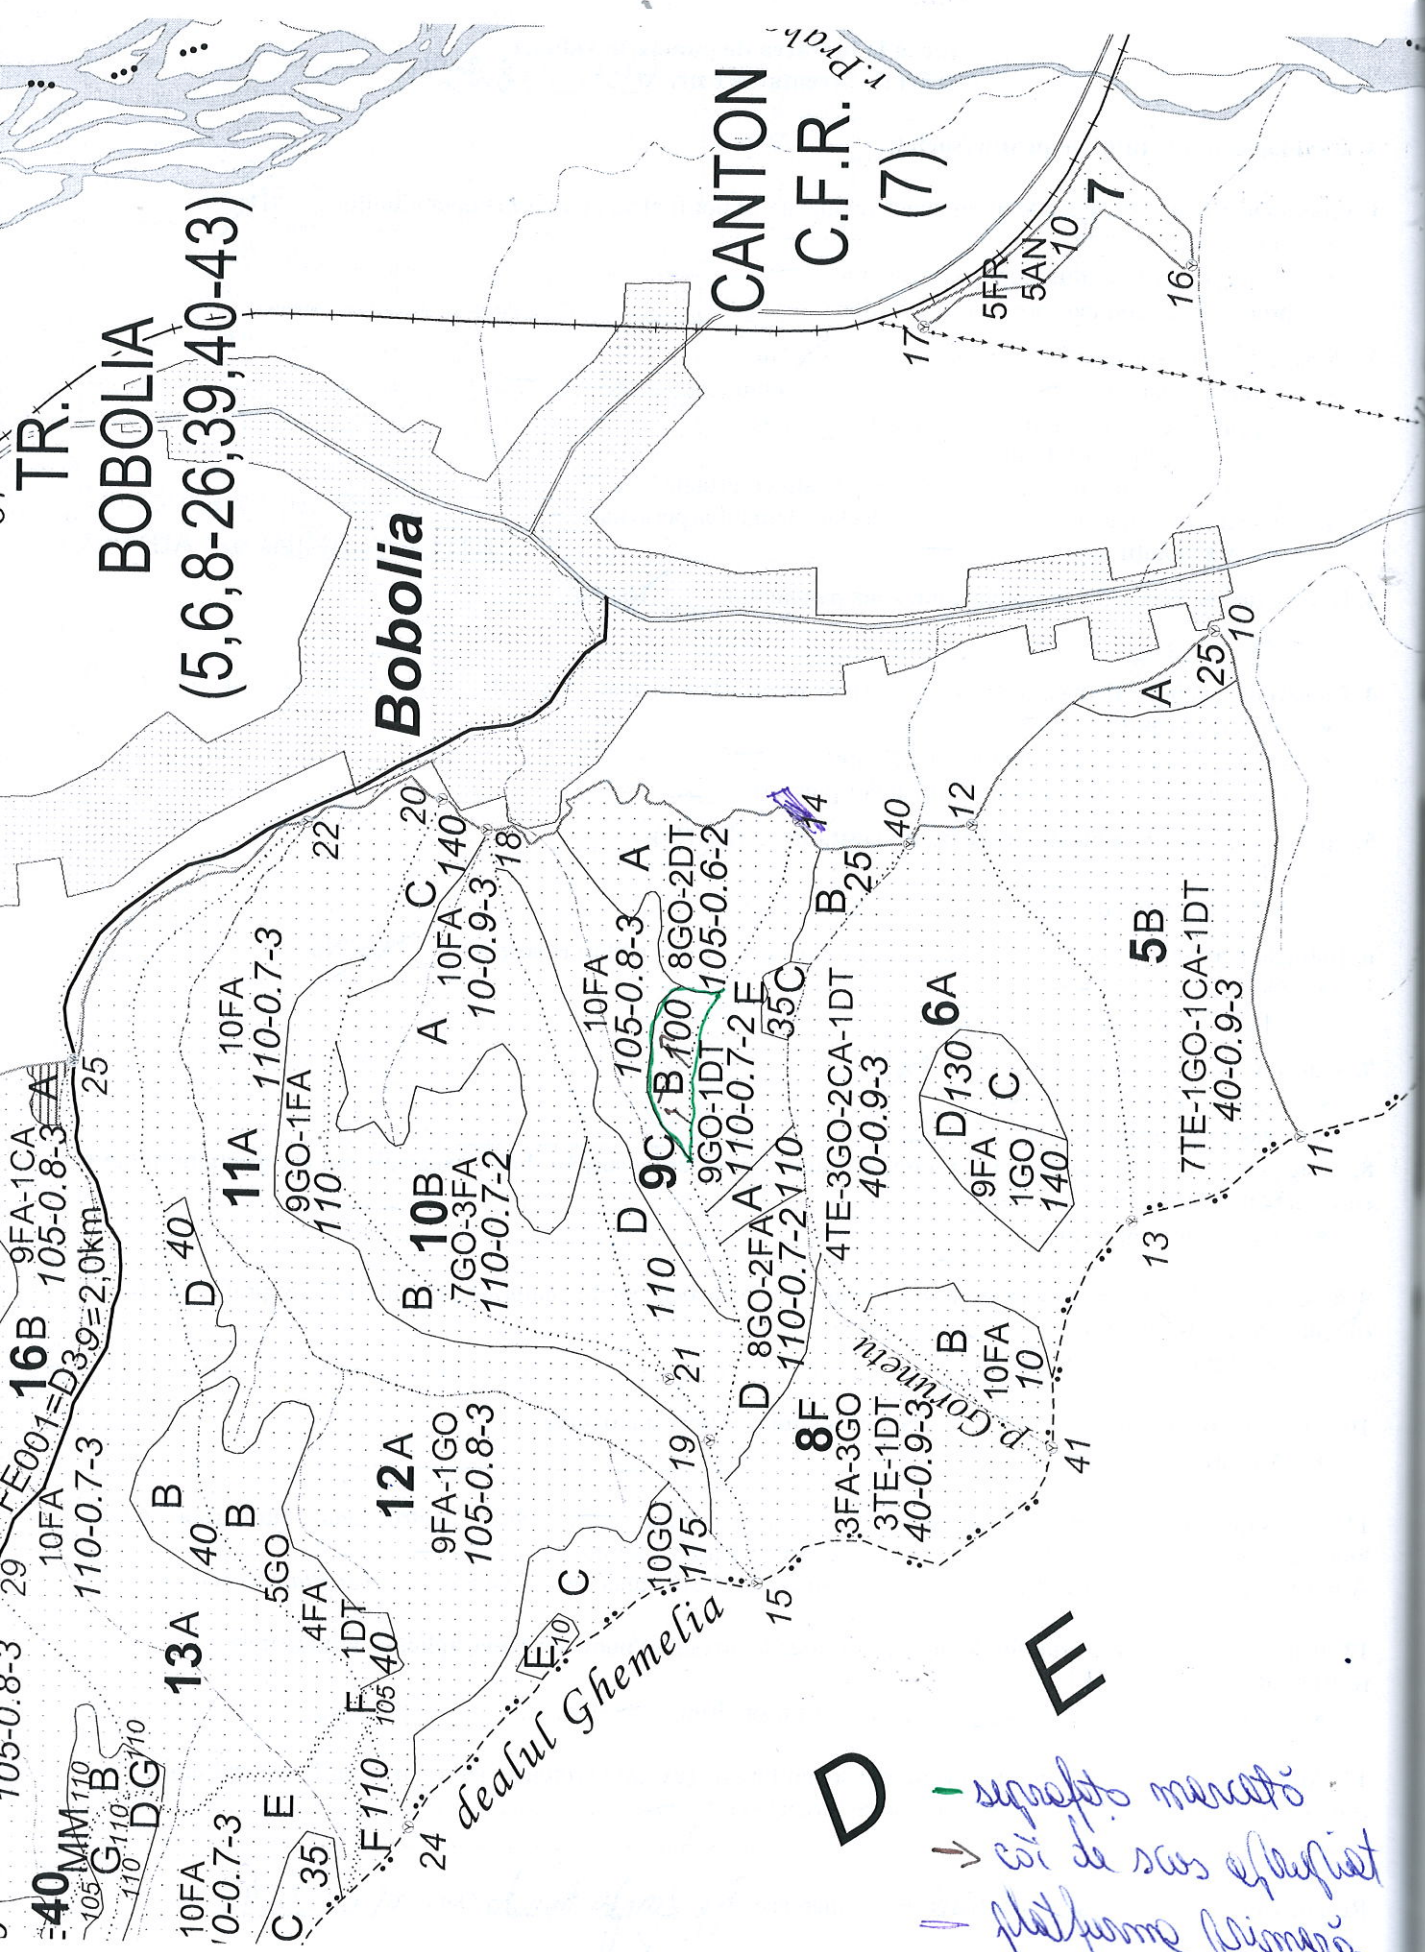 TR.
BOBOLIA
(5,6,8-26,39,40-43)
CANTON
C.F.R.
(7)
Bobolia
5FR
5AN
10
7
16
17
25
10
A
12
40
14
B
25
20
22
C
140
18
A
8GO-2DT
105-0.6-2
10FA
105-0.8-3
10FA
10-0.9-3
A
10FA
110-0.7-3
25
A
9FA-1CA
105-0.8-3
16B
FE001=D39=2,0km
10FA
110-0.7-3
29
11A
9GO-1FA
110
B
10B
7GO-3FA
110-0.7-2
D
40
D
110
21
19
9C
B
100
9GO-1DT
110-0.7-2
E
35
C
A
A
110
D
8GO-2FA
110-0.7-2
4TE-3GO-2CA-1DT
40-0.9-3
6A
D
130
C
9FA
1GO
140
5B
7TE-1GO-1CA-1DT
40-0.9-3
11
13
41
B
10FA
10
p.Gorunetu
8F
3FA-3GO
3TE-1DT
40-0.9-3
15
10GO
115
C
E
10
12A
9FA-1GO
105-0.8-3
B
40
B
5GO
4FA
1DT
40
F
105
13A
105-0.8-3
40
MM
110
105
G
110
B
110
D
G
110
10FA
0-0.7-3
E
C
35
F
110
24
dealul Ghemelia
D
E
- suprafață marcată
→ căi de scos apropiat
- platforma primară